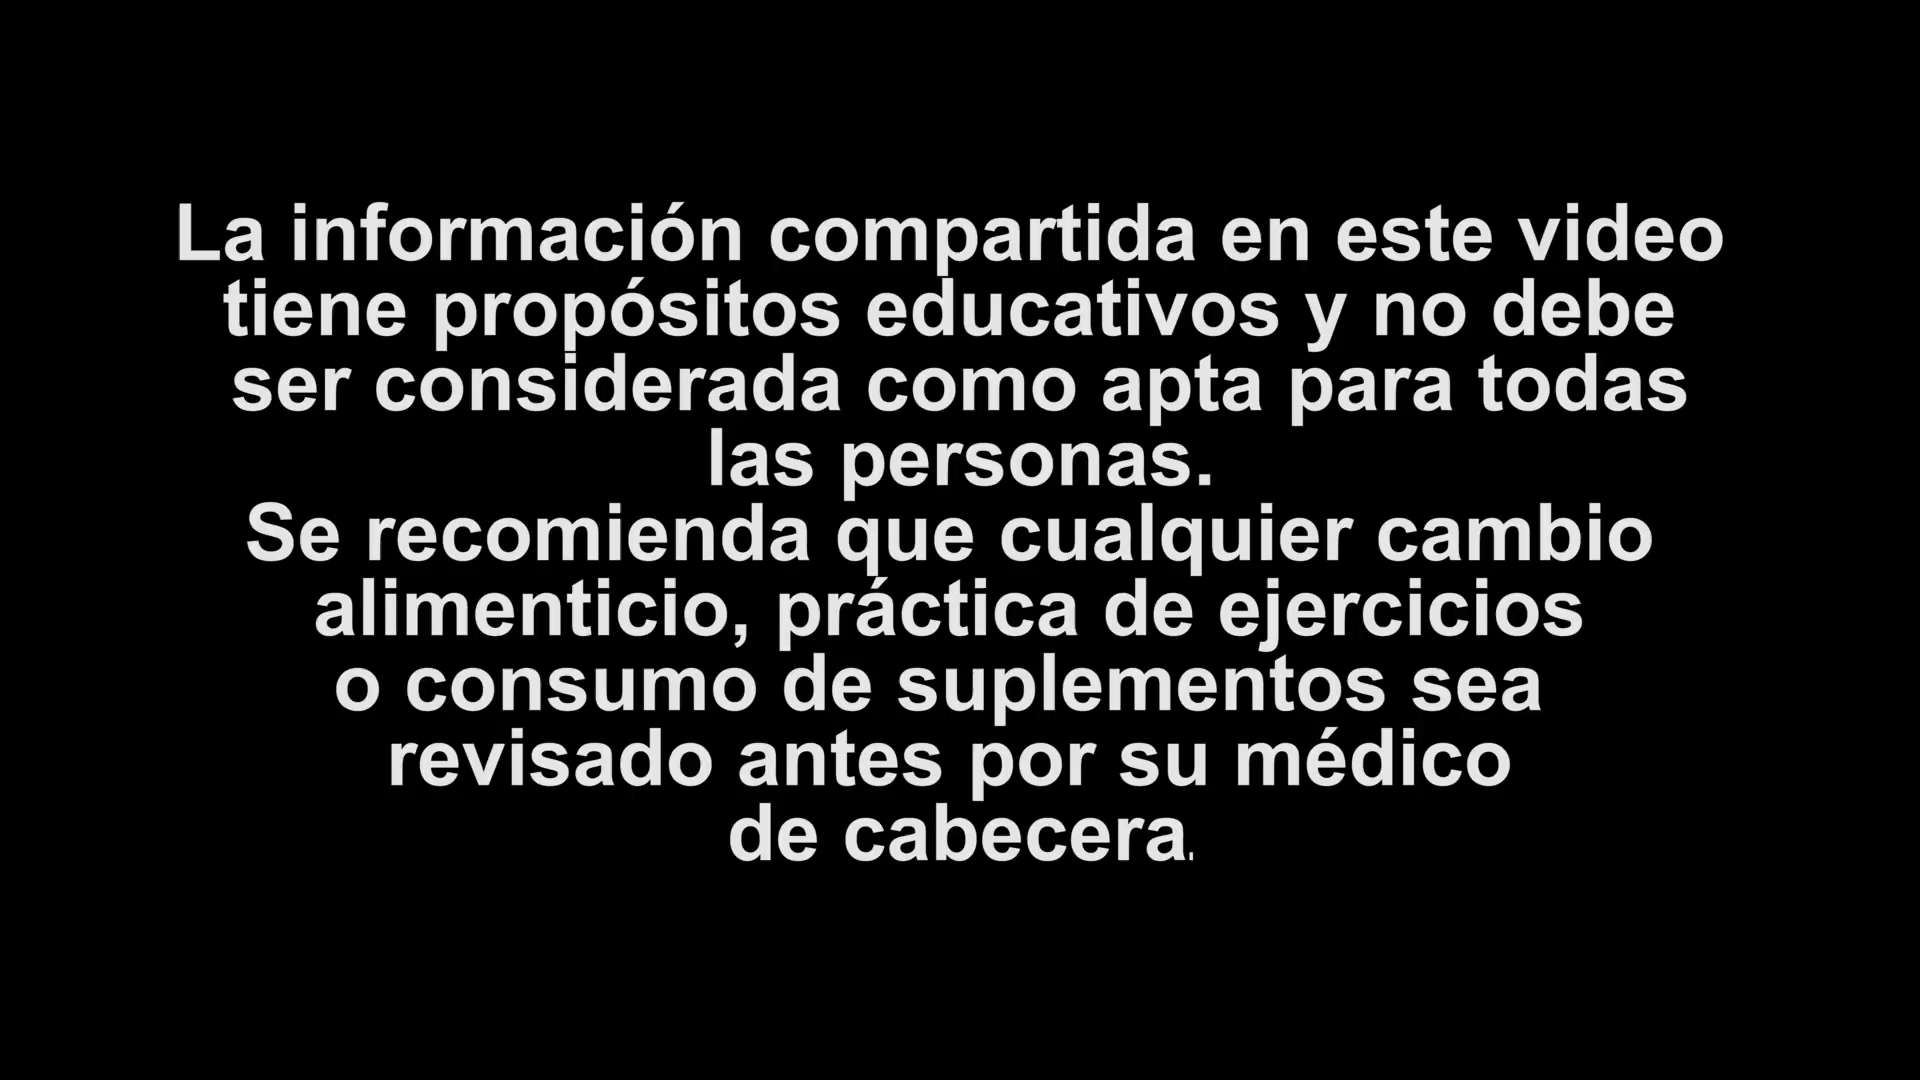 La información compartida en este video
tiene propósitos educativos y no debe
ser considerada como apta para todas
las personas.
Se recomienda que cualquier cambio
alimenticio, práctica de ejercicios
o consumo de suplementos sea
revisado antes por su médico
de cabecera.